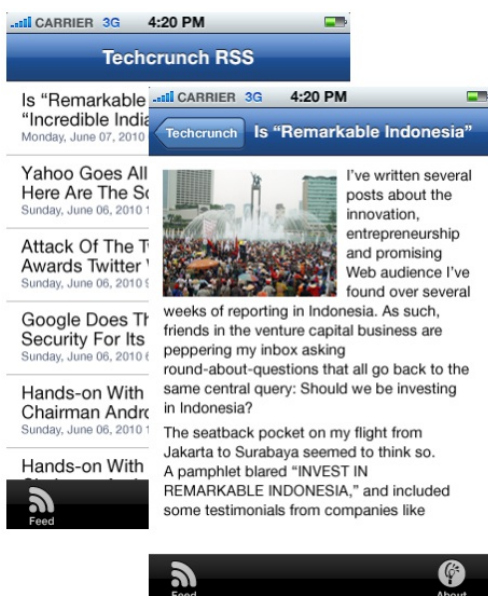 CARRIER 3G 4:20 PM
Techcrunch RSS
Is “Remarkable
“Incredible India
Monday, June 07, 2010
Yahoo Goes All
Here Are The
Sunday, June 06, 2010 1
Attack Of The
Awards Twitter
Sunday, June 06, 2010 9
Google Does Th
Security For Its
Sunday, June 06, 2010 6
Hands-on With
Chairman Andro
Sunday, June 06, 2010 1
Hands-on With
Feed
CARRIER 3G 4:20 PM
Techcrunch
Is “Remarkable Indonesia”
I’ve written several
posts about the
innovation,
entrepreneurship
and promising
Web audience I’ve
found over several
weeks of reporting in Indonesia. As such,
friends in the venture capital business are
peppering my inbox asking
round-about-questions that all go back to the
same central query: Should we be investing
in Indonesia?
The seatback pocket on my flight from
Jakarta to Surabaya seemed to think so.
A pamphlet blared “INVEST IN
REMARKABLE INDONESIA,” and included
some testimonials from companies like
Feed
About